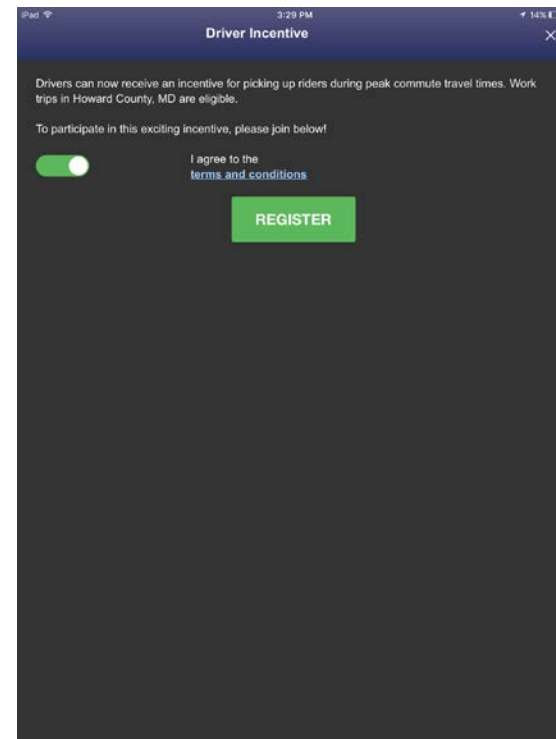 iPad 3:29 PM 14%
Driver Incentive
Drivers can now receive an incentive for picking up riders during peak commute travel times. Work
trips in Howard County, MD are eligible.
To participate in this exciting incentive, please join below!
I agree to the
terms and conditions
REGISTER